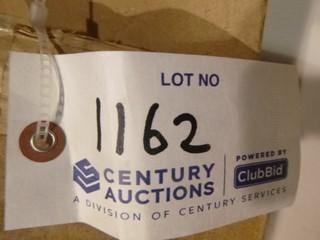 LOT NO
1162
CENTURY
AUCTIONS
POWERED BY
ClubBid
A DIVISION OF CENTURY SERVICES